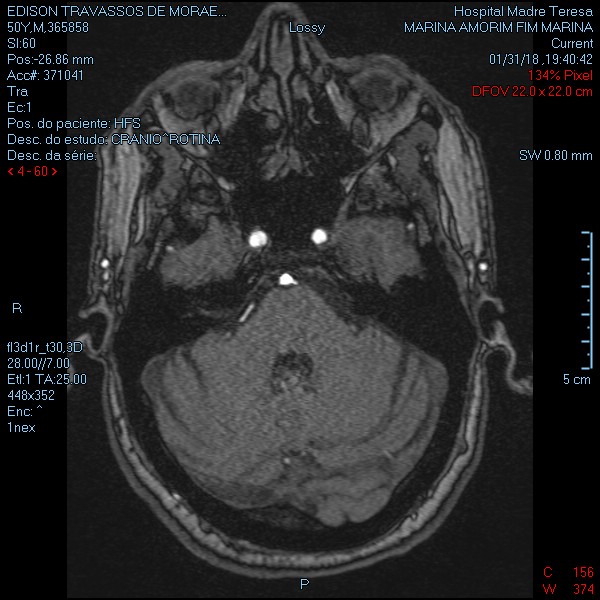 EDISON TRAVASSOS DE MORAE...
50Y,M,365858
SI:60
Pos:-26.86 mm
Acc#: 371041
Tra
Ec:1
Pos. do paciente: HFS
Desc. do estudo: CRANIO^ROTINA
Desc. da série:
< 4 - 60 >
Lossy
Hospital Madre Teresa
MARINA AMORIM FIM MARINA
Current
01/31/18 ,19:40:42
134% Pixel
DFOV 22.0 x 22.0 cm
SW 0.80 mm
R
fl3d1r_t30,3D
28.00//7.00
Etl:1 TA:25.00
448x352
Enc: ^
1nex
5 cm
P
C 156
W 374